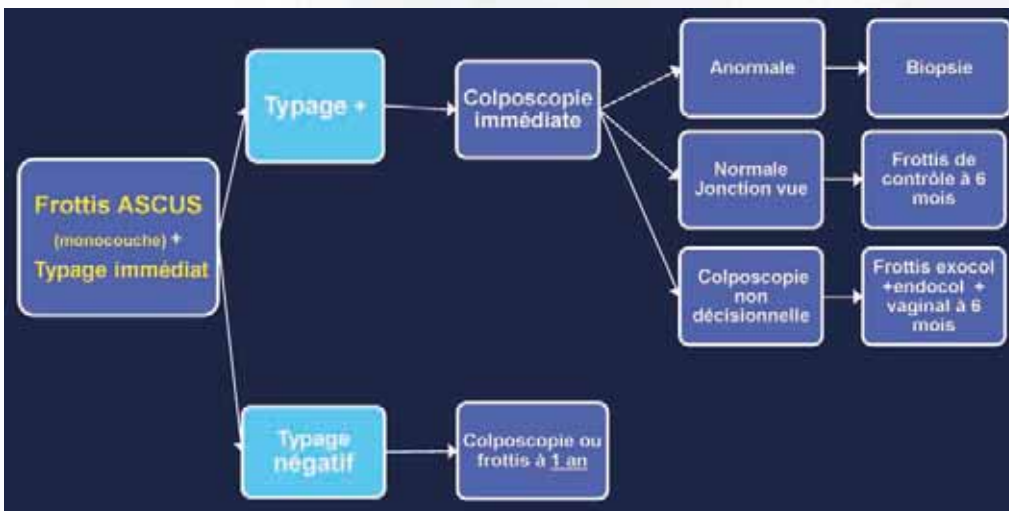 Frottis ASCUS
(monocouche) +
Typage immédiat
Typage +
Colposcopie
immédiate
Anormale
Biopsie
Normale
Jonction vue
Frottis de
contrôle à 6
mois
Colposcopie
non
décisionnelle
Frottis exocol
+endocol +
vaginal à 6
mois
Typage
négatif
Colposcopie ou
frottis à 1 an